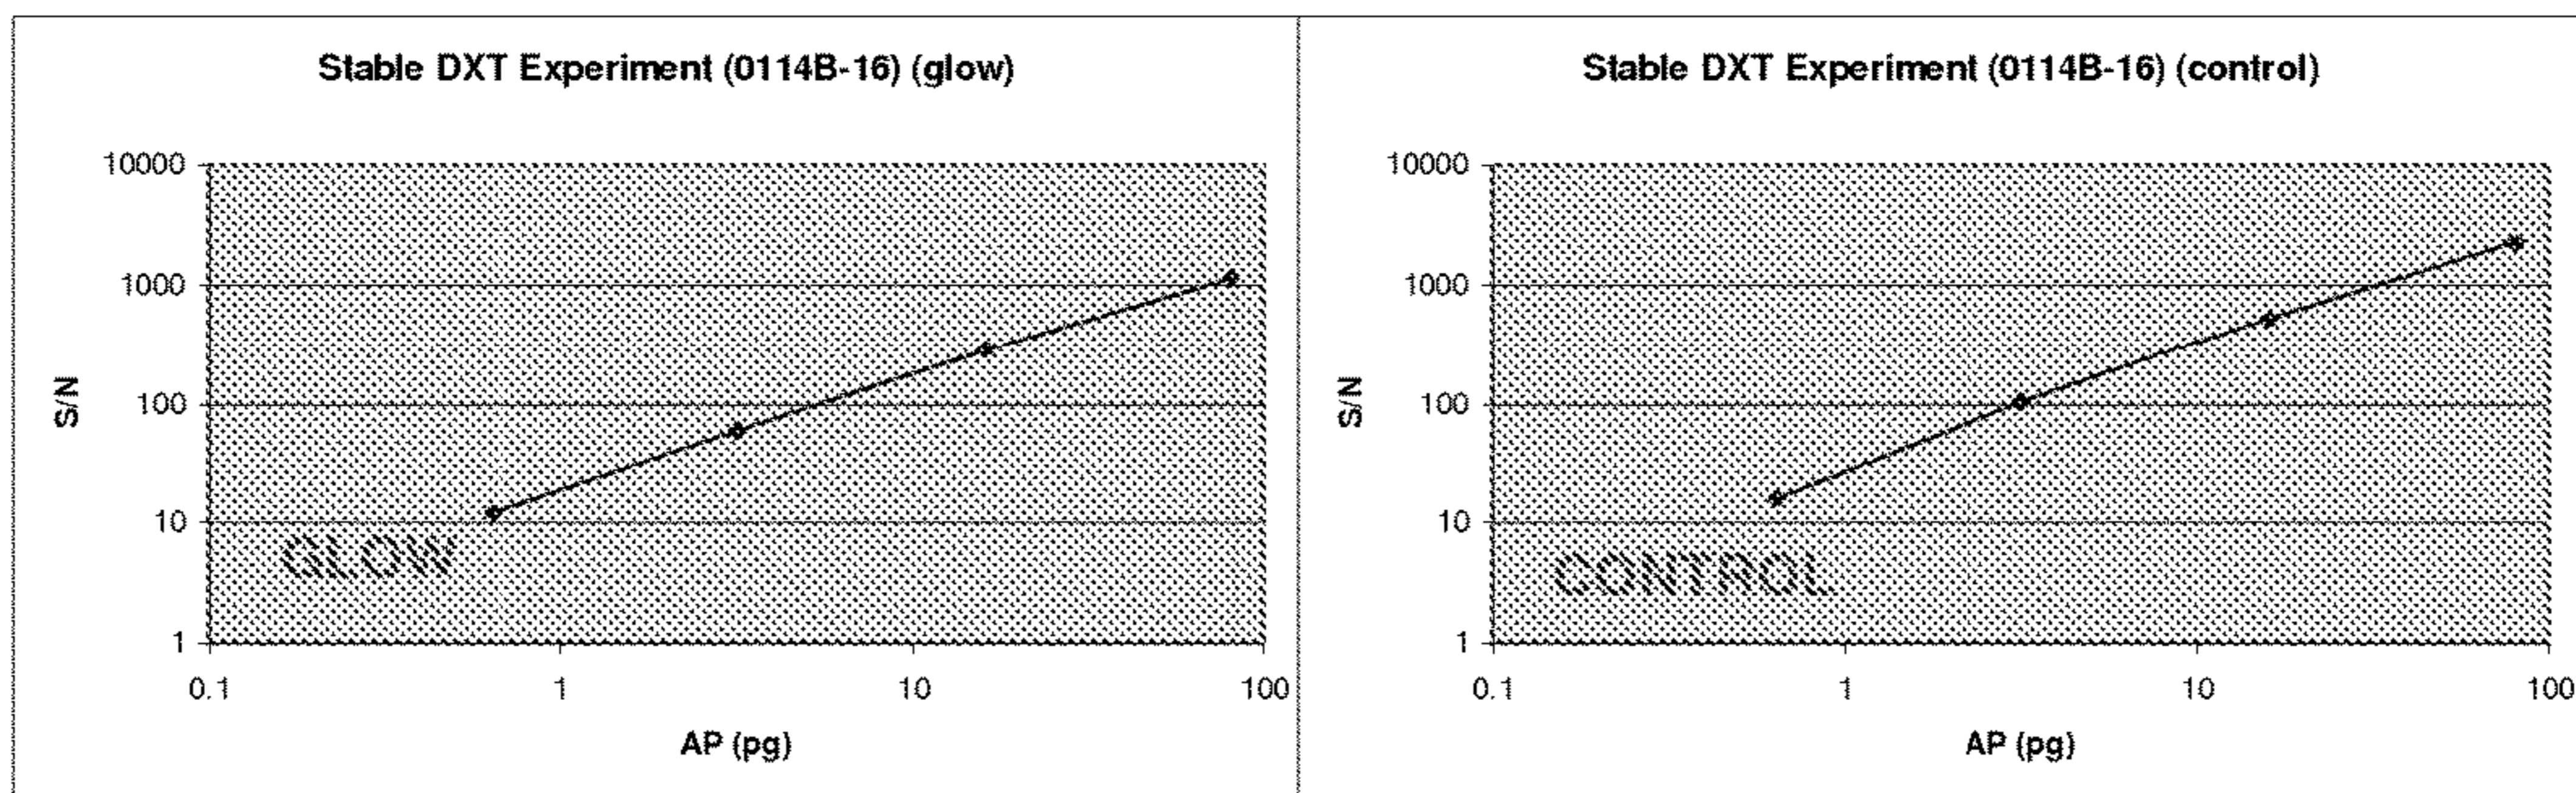 Stable DXT Experiment (0114B-16) (glow)
10000
1000
100
10
1
S/N
GLOW
0.1 1 10 100
AP (pg)
Stable DXT Experiment (0114B-16) (control)
10000
1000
100
10
1
S/N
CONTROL
0.1 1 10 100
AP (pg)